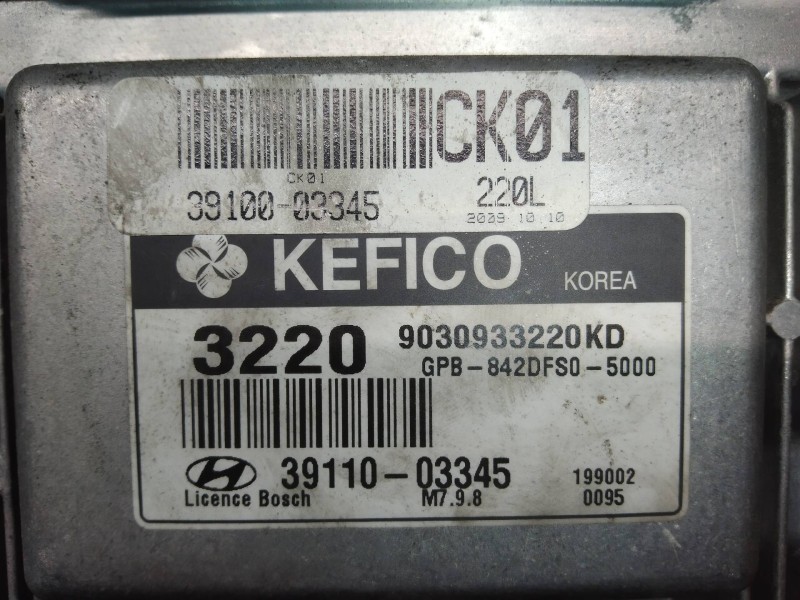 CK01
CK01
39100-03345
220L
2009.10.10
KEFICO
KOREA
3220
9030933220KD
GPB-842DFS0-5000
39110-03345
199002
Licence Bosch
M7.9.8
0095